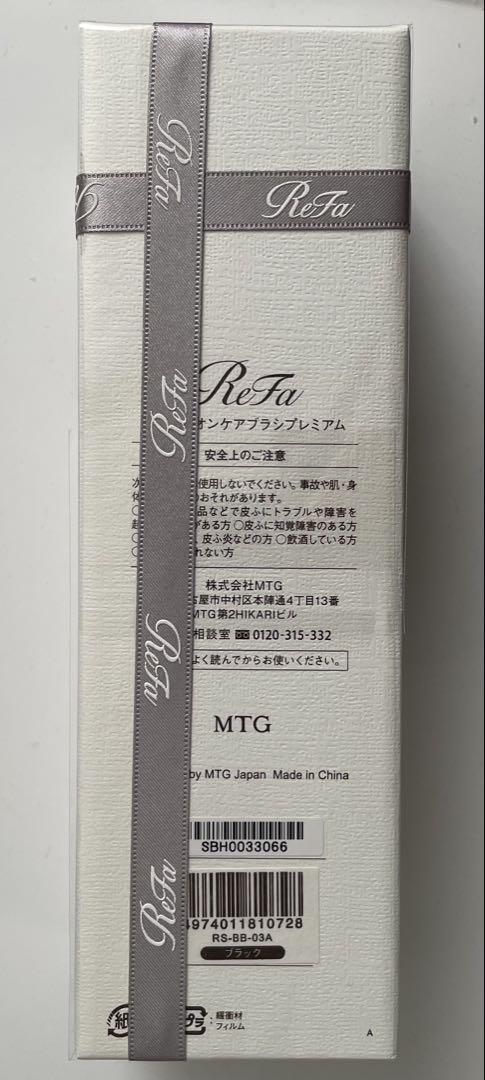 ReFa
ReFa
ReFa
ReFa
ReFa
ReFa
オンケアブラシプレミアム
安全上のご注意
使用しないでください。事故や肌・身
体 のおそれがあります。
品などで皮ふにトラブルや障害を
がある方 ○皮ふに知覚障害のある方
皮ふ炎などの方 ○飲酒している方
れない方
株式会社MTG
古屋市中村区本陣通4丁目13番
MTG第2HIKARIビル
相談室 0120-315-332
よく読んでからお使いください。
MTG
by MTG Japan Made in China
SBH0033066
4974011810728
RS-BB-03A
ブラック
紙 プラ : 緩衝材
フィルム
A